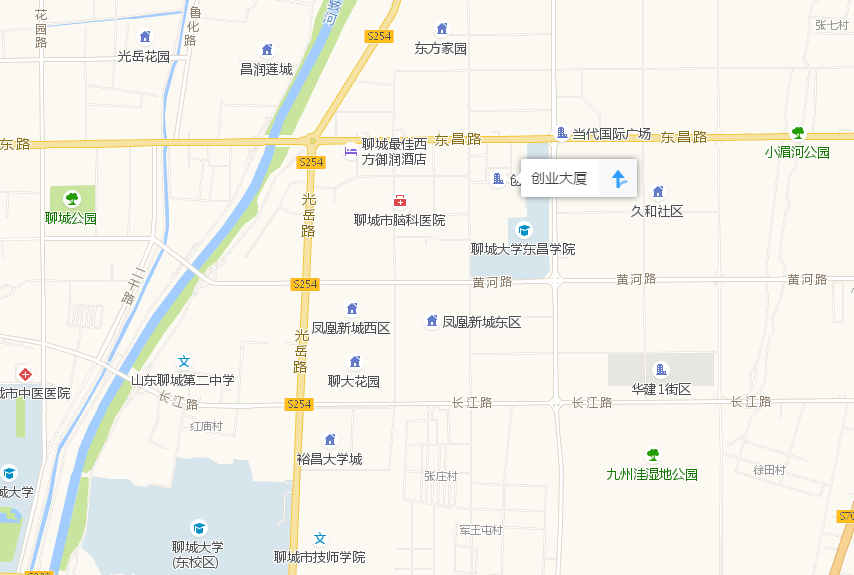 花园路
鲁化路
徒骇河
S254
光岳花园
昌润莲城
东方家园
张七村
东路
聊城最佳西
方御润酒店
东昌路
当代国际广场
东昌路
小湄河公园
S254
创业大厦
光岳路
久和社区
聊城公园
聊城市脑科医院
聊城大学东昌学院
二干路
S254
黄河路
黄河路
黄河路
凤凰新城西区
凤凰新城东区
光岳路
山东聊城第二中学
聊大花园
华建1街区
城市中医医院
长江路
S254
长江路
长江路
长江路
红庙村
裕昌大学城
张庄村
九州洼湿地公园
徐田村
城大学
军王屯村
聊城大学
(东校区)
聊城市技师学院